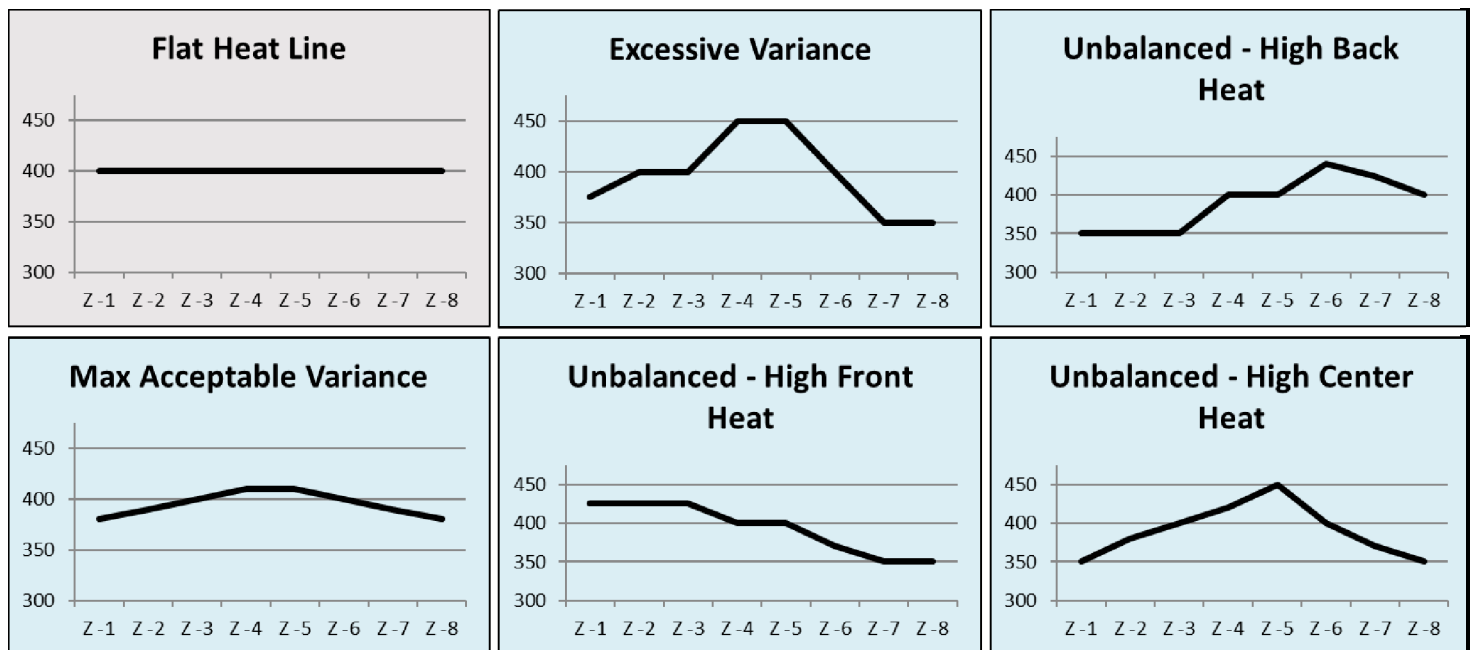 Flat Heat Line
450
400
350
300
Z -1 Z -2 Z -3 Z -4 Z -5 Z -6 Z -7 Z -8
Excessive Variance
450
400
350
300
Z -1 Z -2 Z -3 Z -4 Z -5 Z -6 Z -7 Z -8
Unbalanced - High Back
Heat
450
400
350
300
Z -1 Z -2 Z -3 Z -4 Z -5 Z -6 Z -7 Z -8
Max Acceptable Variance
450
400
350
300
Z -1 Z -2 Z -3 Z -4 Z -5 Z -6 Z -7 Z -8
Unbalanced - High Front
Heat
450
400
350
300
Z -1 Z -2 Z -3 Z -4 Z -5 Z -6 Z -7 Z -8
Unbalanced - High Center
Heat
450
400
350
300
Z -1 Z -2 Z -3 Z -4 Z -5 Z -6 Z -7 Z -8